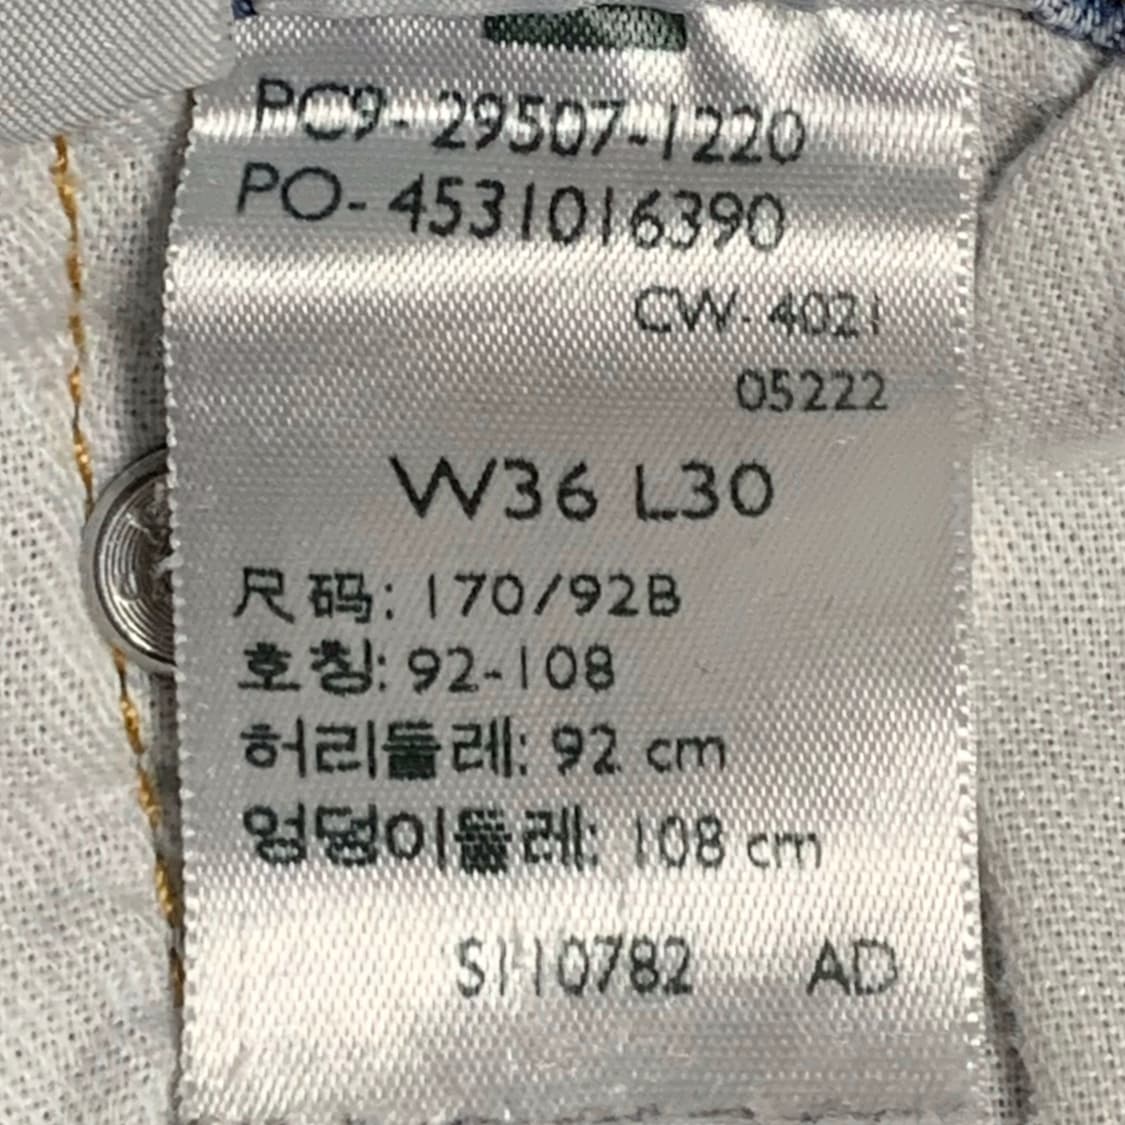 PC9-29507-1220
PO-4531016390
CW-4021
05222
W36 L30
尺码: 170/92B
호칭: 92-108
허리둘레: 92 cm
엉덩이둘레: 108 cm
S110782 AD